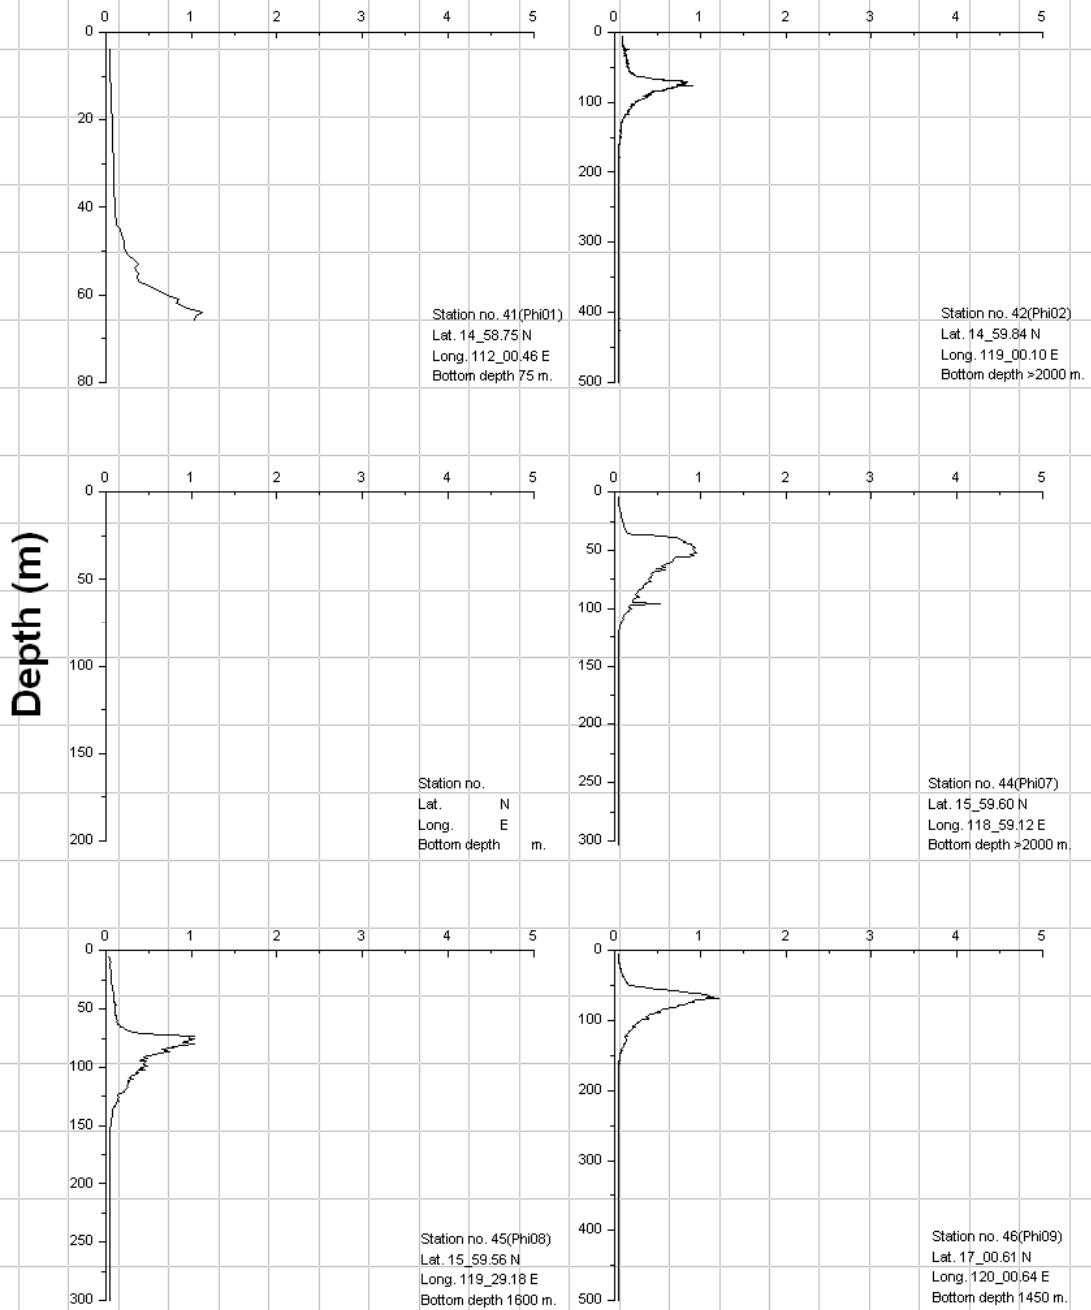 0 1 2 3 4 5
0
20
40
60
80
Station no. 41(Phi01)
Lat. 14_58.75 N
Long. 112_00.46 E
Bottom depth 75 m.
0 1 2 3 4 5
0
100
200
300
400
500
Station no. 42(Phi02)
Lat. 14_59.84 N
Long. 119_00.10 E
Bottom depth >2000 m.
Depth (m)
0 1 2 3 4 5
0
50
100
150
200
Station no.
Lat. N
Long. E
Bottom depth m.
0 1 2 3 4 5
0
50
100
150
200
250
300
Station no. 44(Phi07)
Lat. 15_59.60 N
Long. 118_59.12 E
Bottom depth >2000 m.
0 1 2 3 4 5
0
50
100
150
200
250
300
Station no. 45(Phi08)
Lat. 15_59.56 N
Long. 119_29.18 E
Bottom depth 1600 m.
0 1 2 3 4 5
0
100
200
300
400
500
Station no. 46(Phi09)
Lat. 17_00.61 N
Long. 120_00.64 E
Bottom depth 1450 m.